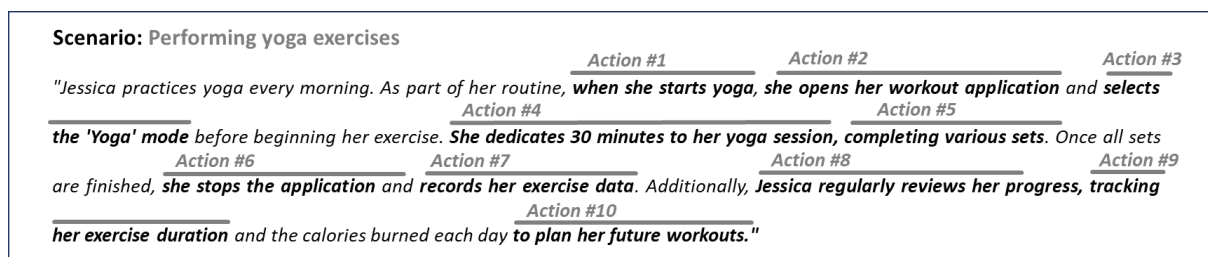 Scenario: Performing yoga exercises
Action #1 Action #2 Action #3
"Jessica practices yoga every morning. As part of her routine, when she starts yoga, she opens her workout application and selects
Action #4 Action #5
the 'Yoga' mode before beginning her exercise. She dedicates 30 minutes to her yoga session, completing various sets. Once all sets
Action #6 Action #7 Action #8 Action #9
are finished, she stops the application and records her exercise data. Additionally, Jessica regularly reviews her progress, tracking
Action #10
her exercise duration and the calories burned each day to plan her future workouts."